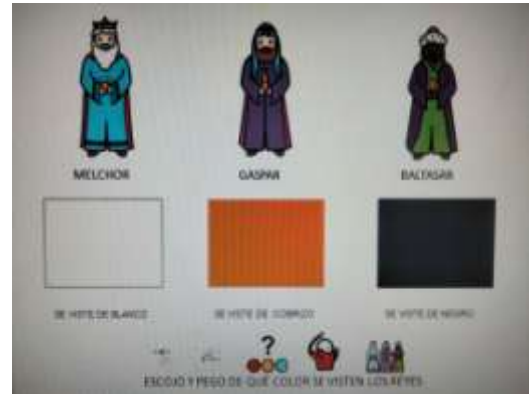 MELCHOR GASPAR BALTASAR
SE VISTE DE BLANCO SE VISTE DE COBRIZO SE VISTE DE NEGRO
?
ESCOJO Y PEGO DE QUÉ COLOR SE VISTEN LOS REYES